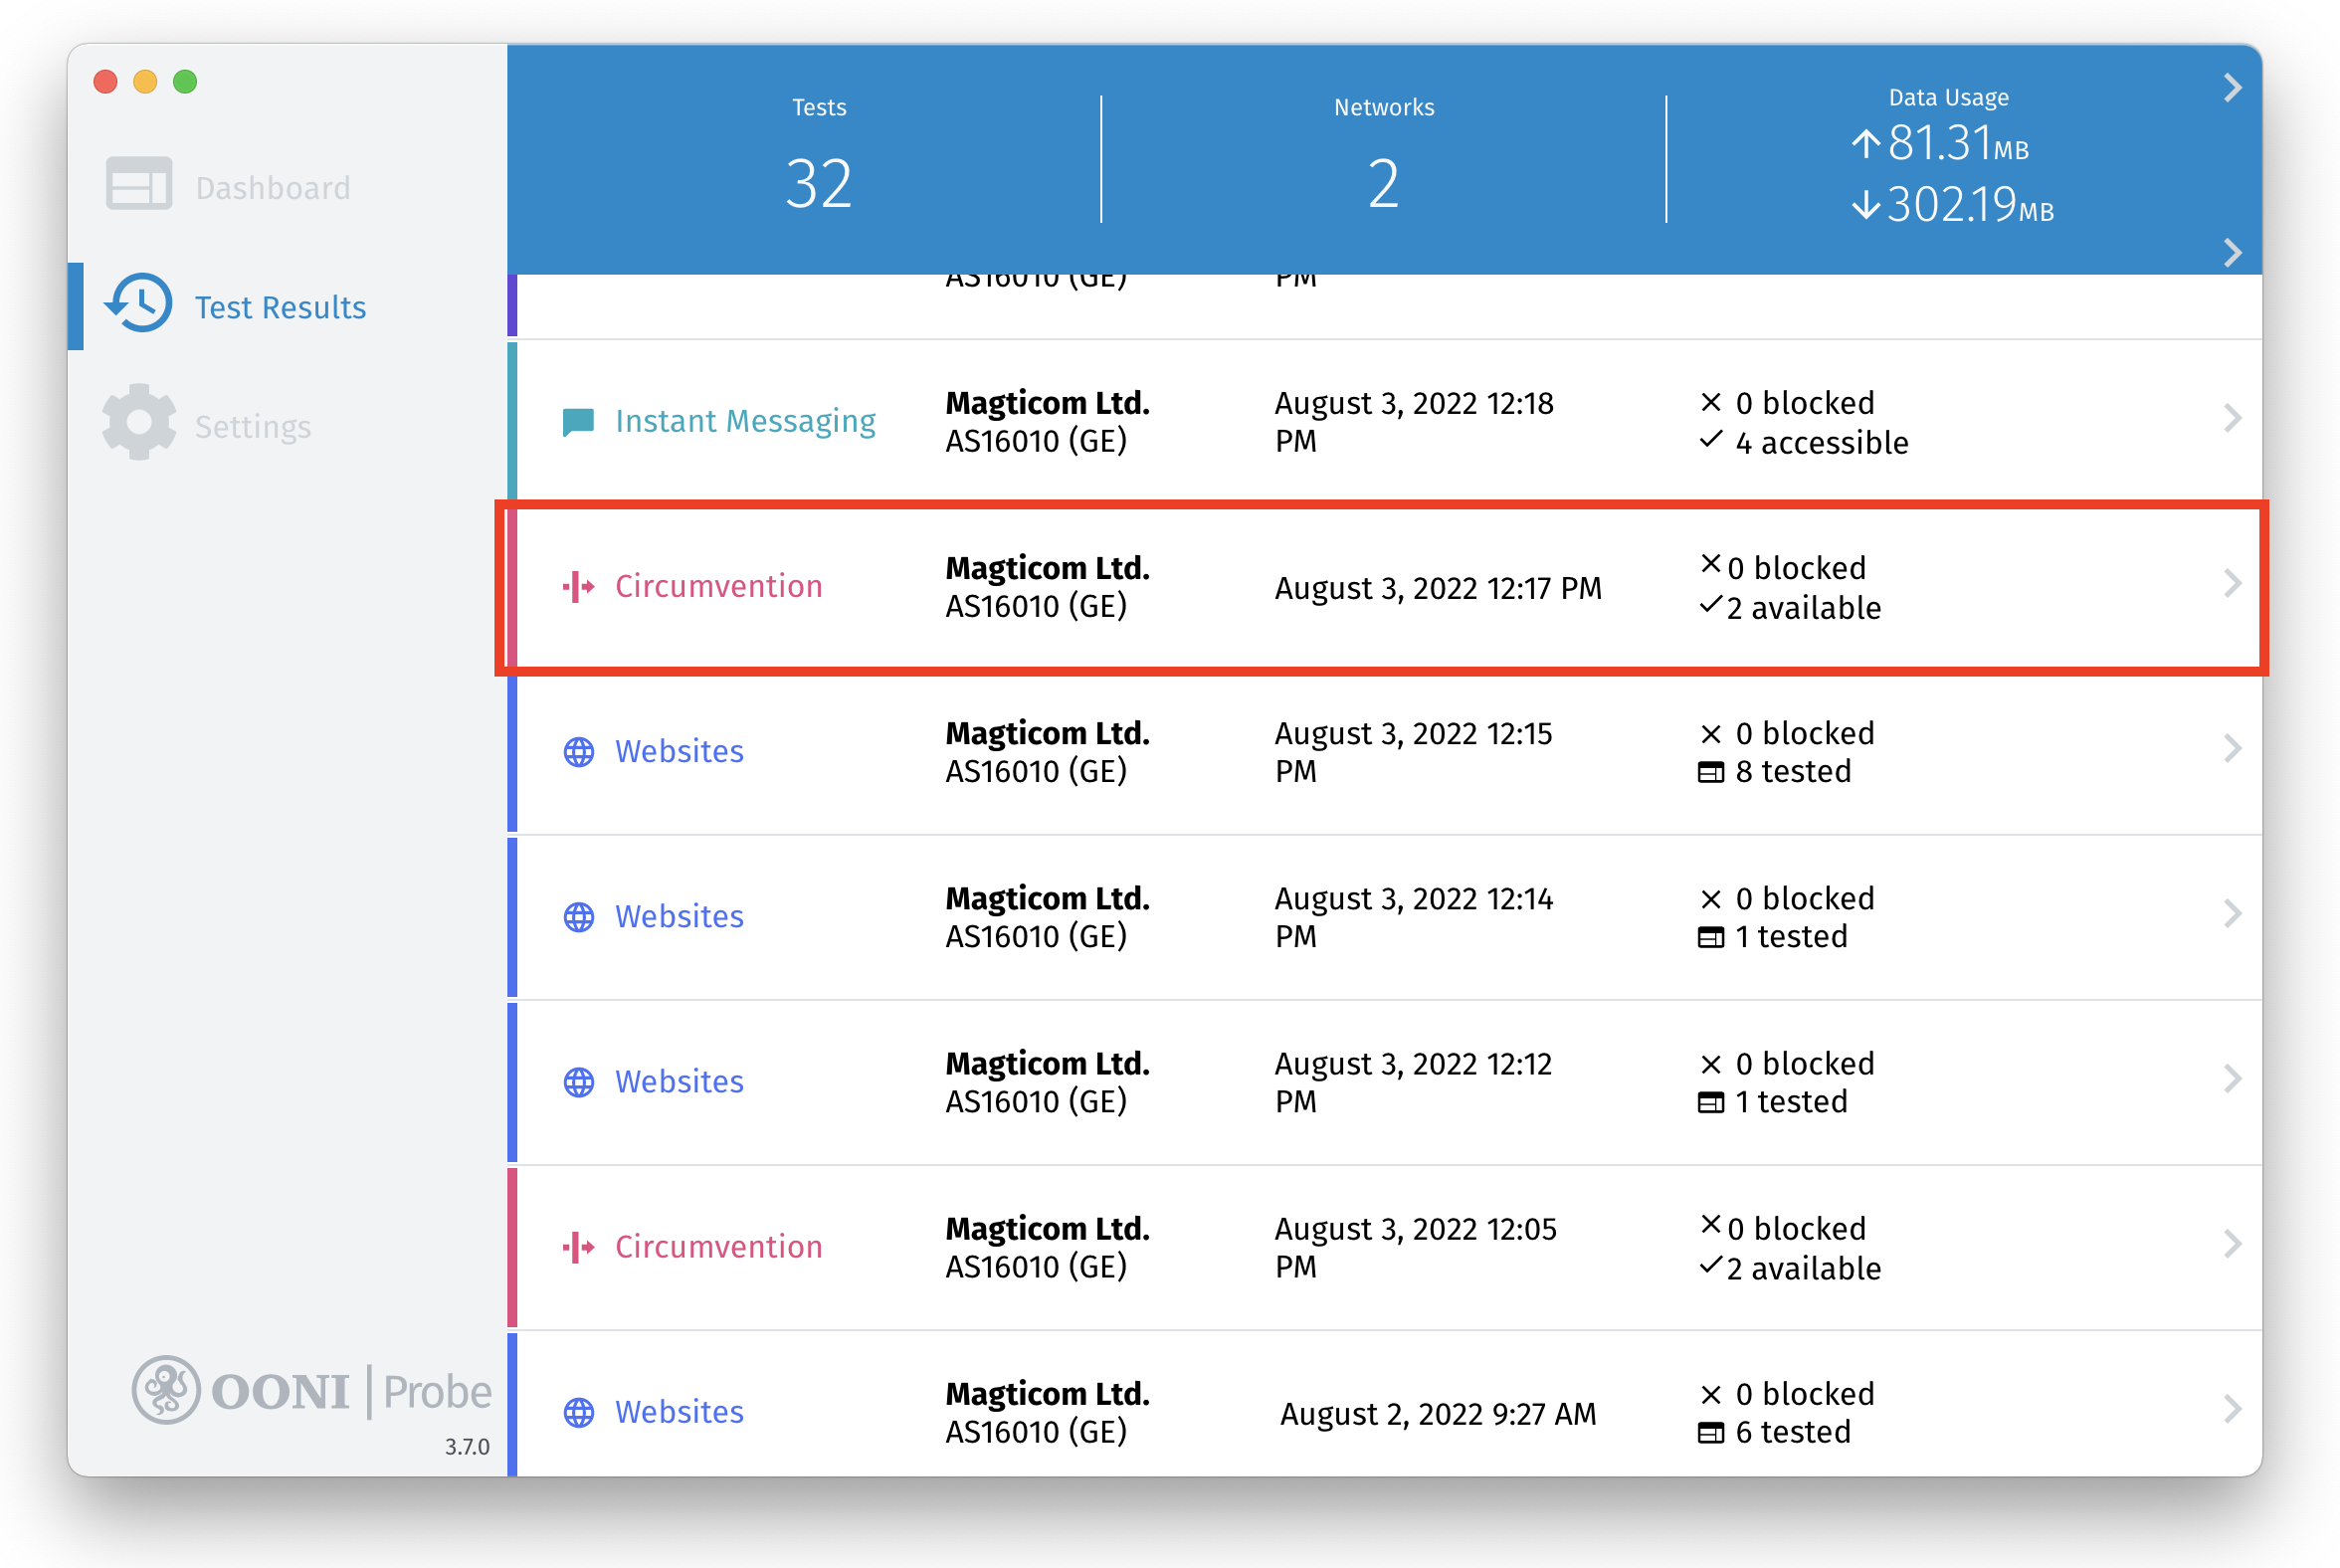 Tests
32
Networks
2
Data Usage
81.31MB
302.19MB
Dashboard
Test Results
Settings
AS16010 (GE)
PM
Instant Messaging
Magticom Ltd.
AS16010 (GE)
August 3, 2022 12:18
PM
0 blocked
4 accessible
Circumvention
Magticom Ltd.
AS16010 (GE)
August 3, 2022 12:17 PM
0 blocked
2 available
Websites
Magticom Ltd.
AS16010 (GE)
August 3, 2022 12:15
PM
0 blocked
8 tested
Websites
Magticom Ltd.
AS16010 (GE)
August 3, 2022 12:14
PM
0 blocked
1 tested
Websites
Magticom Ltd.
AS16010 (GE)
August 3, 2022 12:12
PM
0 blocked
1 tested
Circumvention
Magticom Ltd.
AS16010 (GE)
August 3, 2022 12:05
PM
0 blocked
2 available
Websites
Magticom Ltd.
AS16010 (GE)
August 2, 2022 9:27 AM
0 blocked
6 tested
OONI | Probe
3.7.0